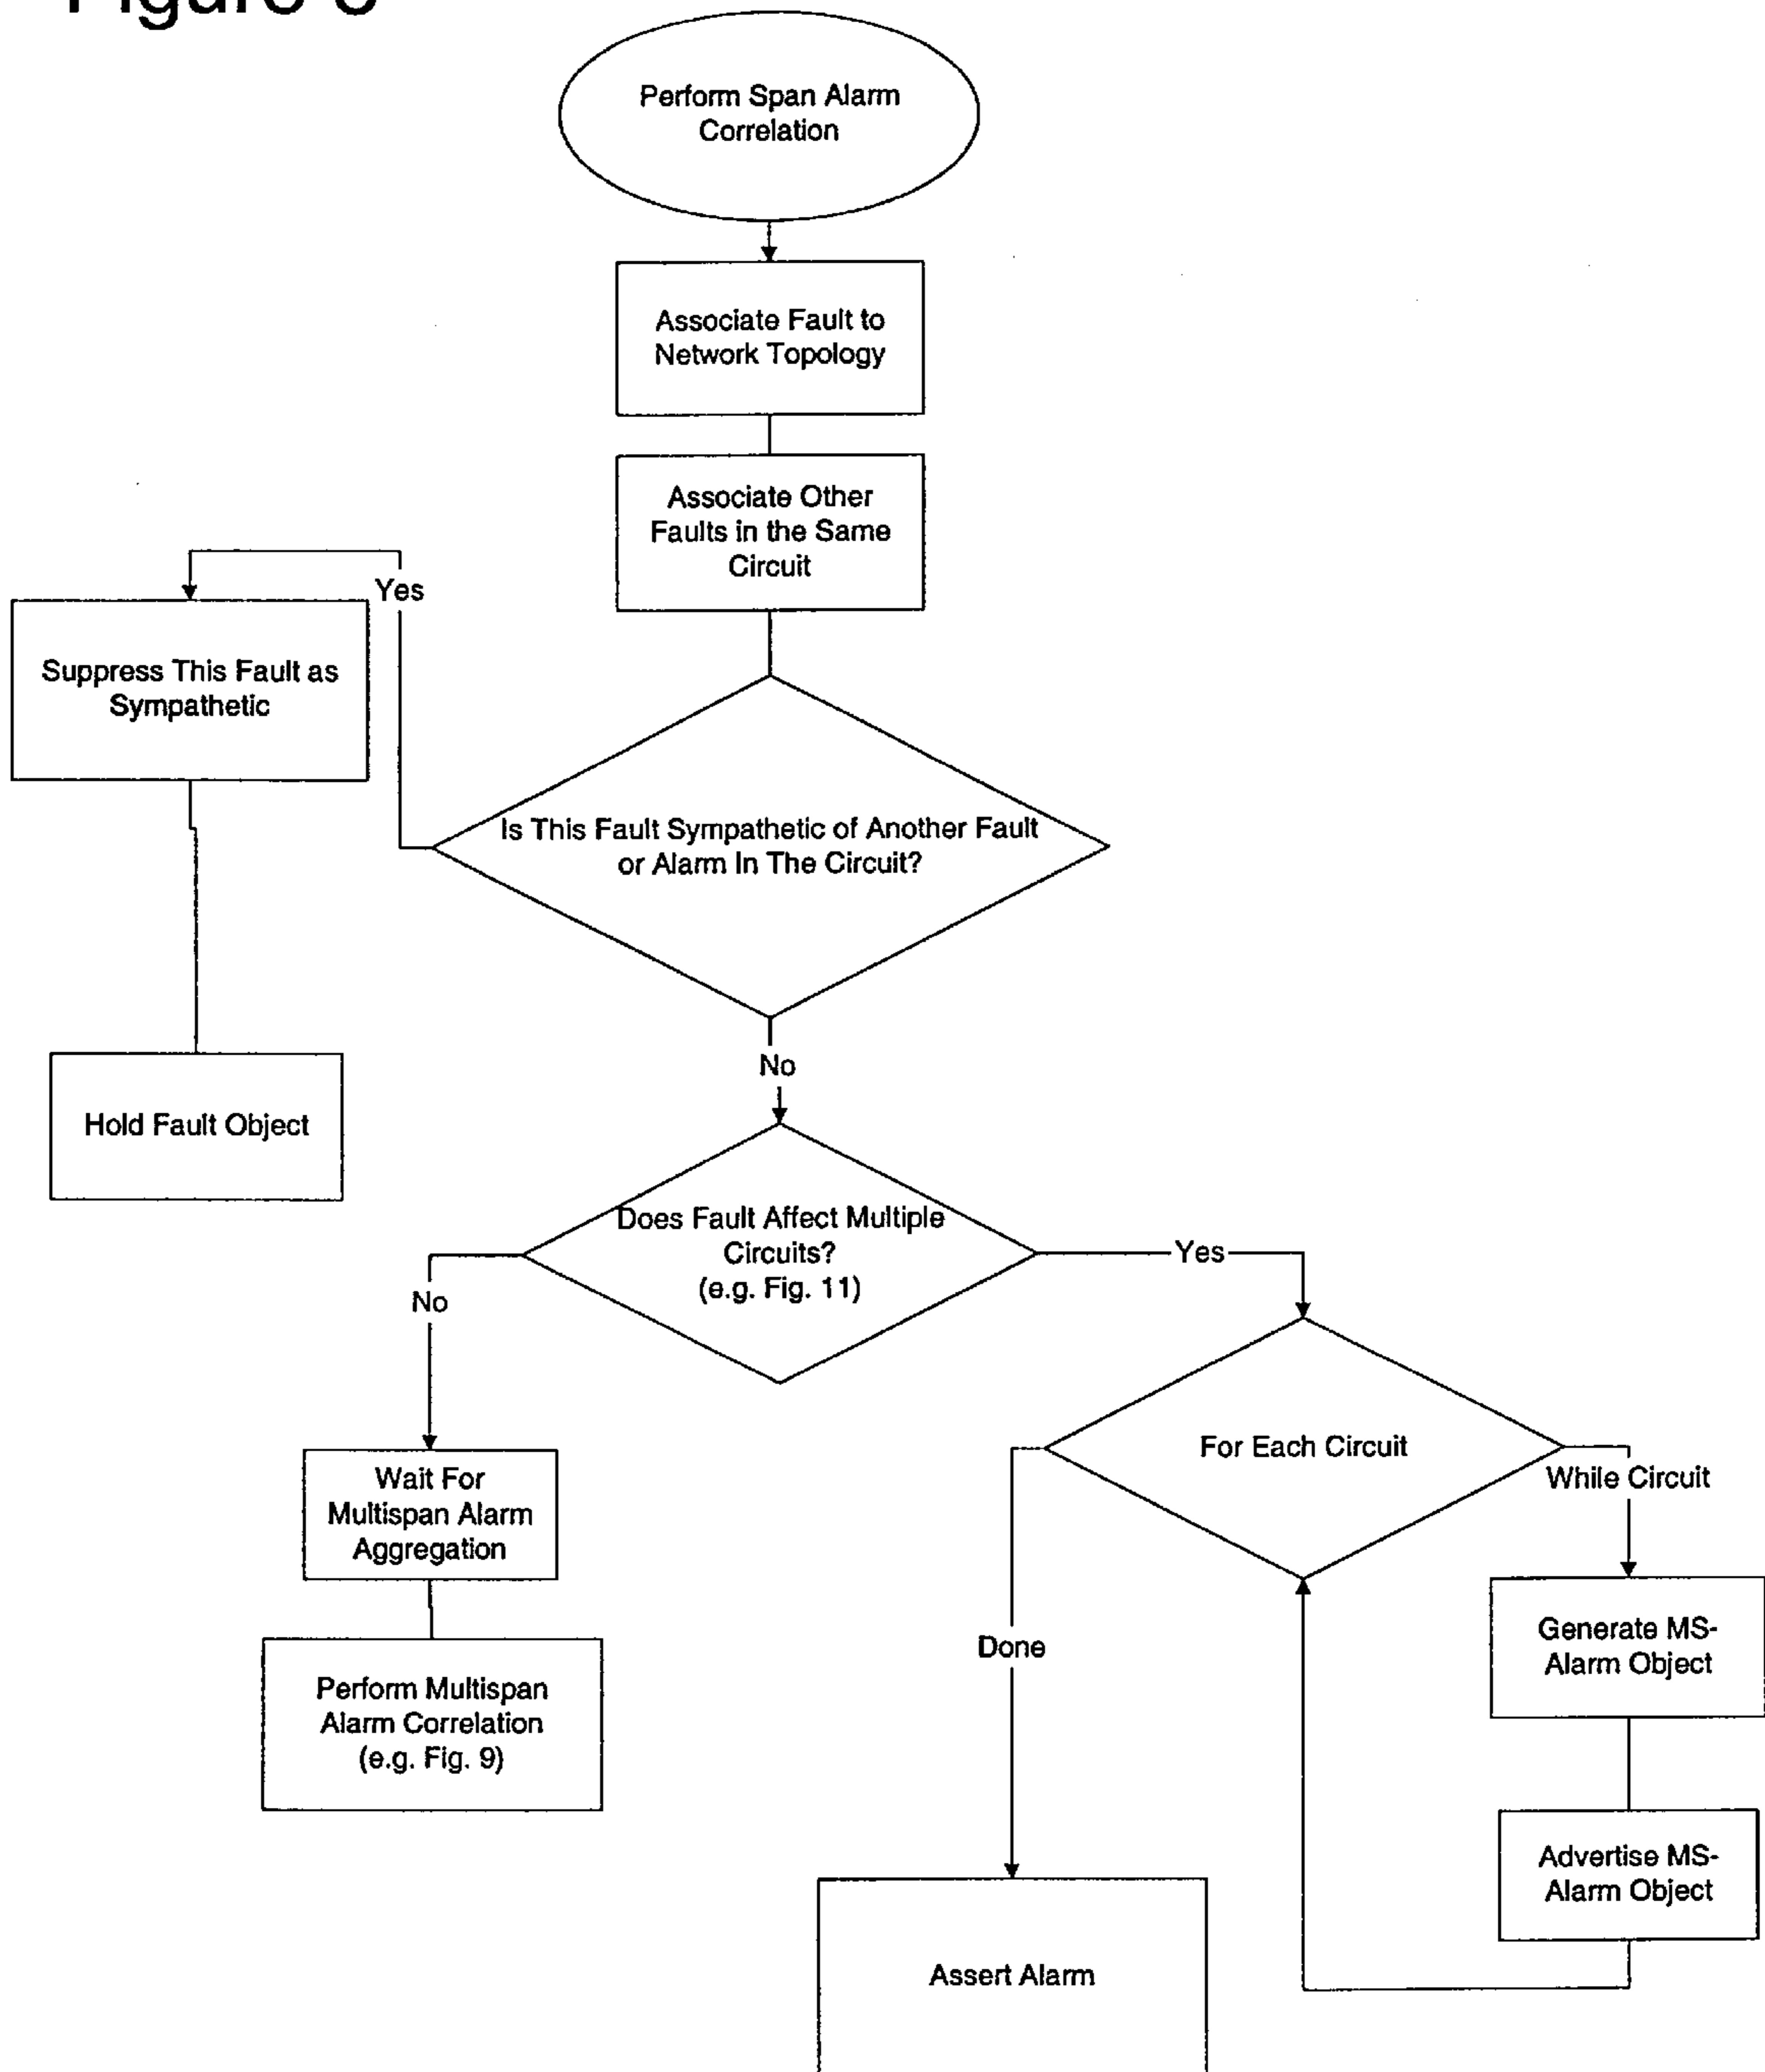 Perform Span Alarm
Correlation
Associate Fault to
Network Topology
Associate Other
Faults in the Same
Circuit
Yes
Suppress This Fault as
Sympathetic
Is This Fault Sympathetic of Another Fault
or Alarm In The Circuit?
Hold Fault Object
No
Does Fault Affect Multiple
Circuits?
(e.g. Fig. 11)
Yes
No
For Each Circuit
While Circuit
Wait For
Multispan Alarm
Aggregation
Generate MS-
Alarm Object
Done
Perform Multispan
Alarm Correlation
(e.g. Fig. 9)
Advertise MS-
Alarm Object
Assert Alarm